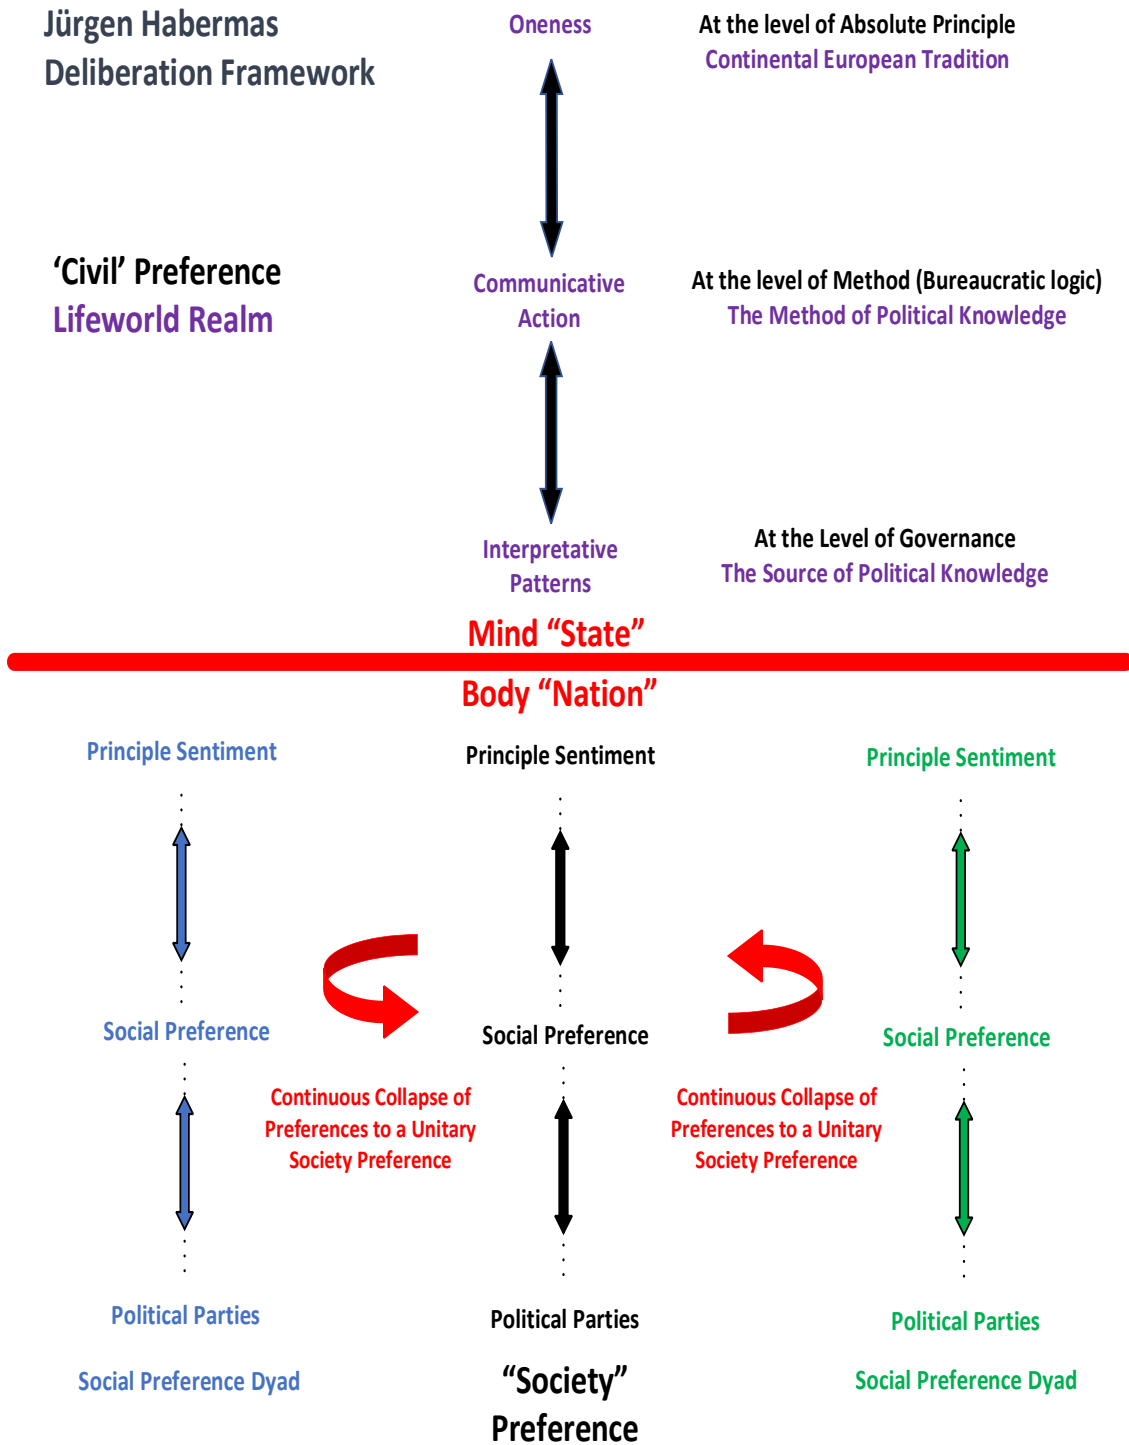 Jürgen Habermas
Deliberation Framework
Oneness
At the level of Absolute Principle
Continental European Tradition
‘Civil’ Preference
Lifeworld Realm
Communicative
Action
At the level of Method (Bureaucratic logic)
The Method of Political Knowledge
Interpretative
Patterns
At the Level of Governance
The Source of Political Knowledge
Mind “State”
Body “Nation”
Principle Sentiment
Principle Sentiment
Principle Sentiment
Social Preference
Social Preference
Social Preference
Continuous Collapse of
Preferences to a Unitary
Society Preference
Continuous Collapse of
Preferences to a Unitary
Society Preference
Political Parties
Political Parties
Political Parties
Social Preference Dyad
“Society”
Preference
Social Preference Dyad